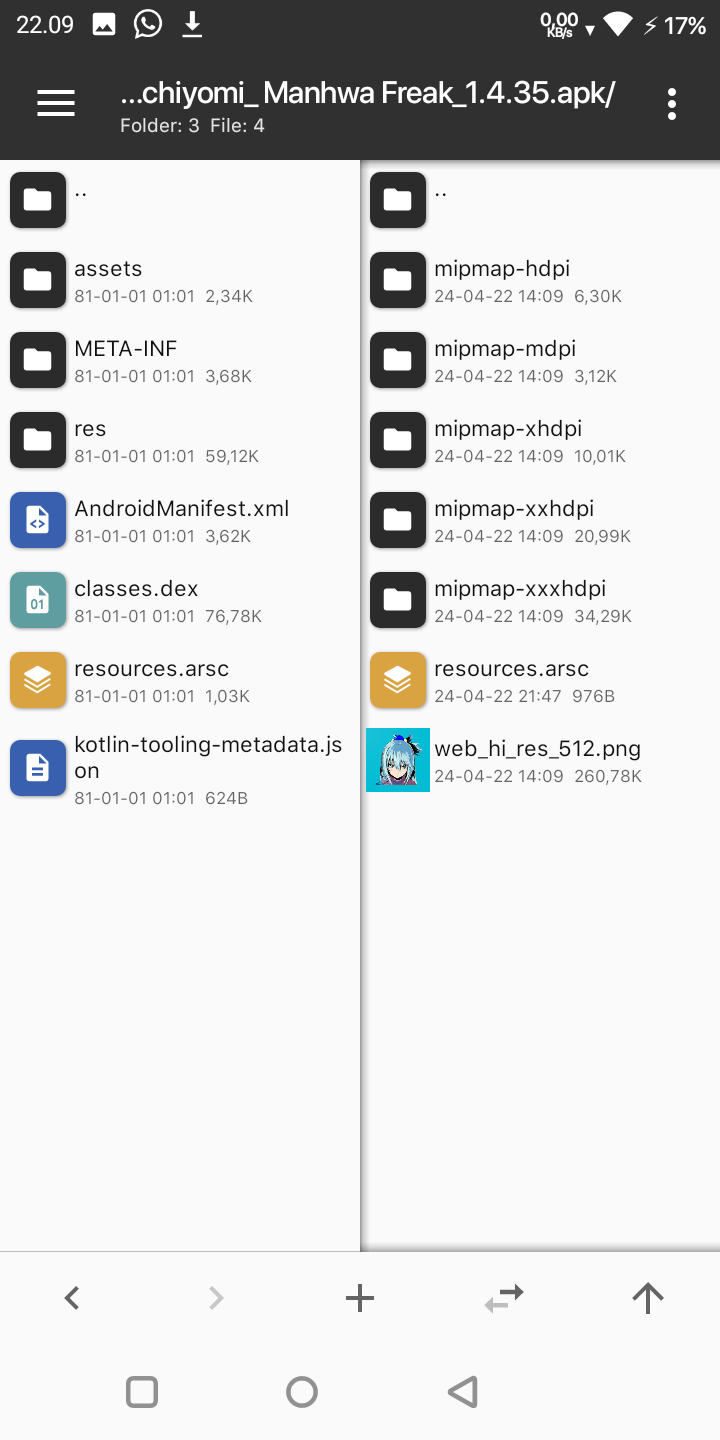 22.09
0,00
KB/s
17%
...chiyomi_ Manhwa Freak_1.4.35.apk/
Folder: 3 File: 4
..
assets
81-01-01 01:01 2,34K
META-INF
81-01-01 01:01 3,68K
res
81-01-01 01:01 59,12K
AndroidManifest.xml
81-01-01 01:01 3,62K
01
classes.dex
81-01-01 01:01 76,78K
resources.arsc
81-01-01 01:01 1,03K
kotlin-tooling-metadata.js
on
81-01-01 01:01 624B
..
mipmap-hdpi
24-04-22 14:09 6,30K
mipmap-mdpi
24-04-22 14:09 3,12K
mipmap-xhdpi
24-04-22 14:09 10,01K
mipmap-xxhdpi
24-04-22 14:09 20,99K
mipmap-xxxhdpi
24-04-22 14:09 34,29K
resources.arsc
24-04-22 21:47 976B
web_hi_res_512.png
24-04-22 14:09 260,78K